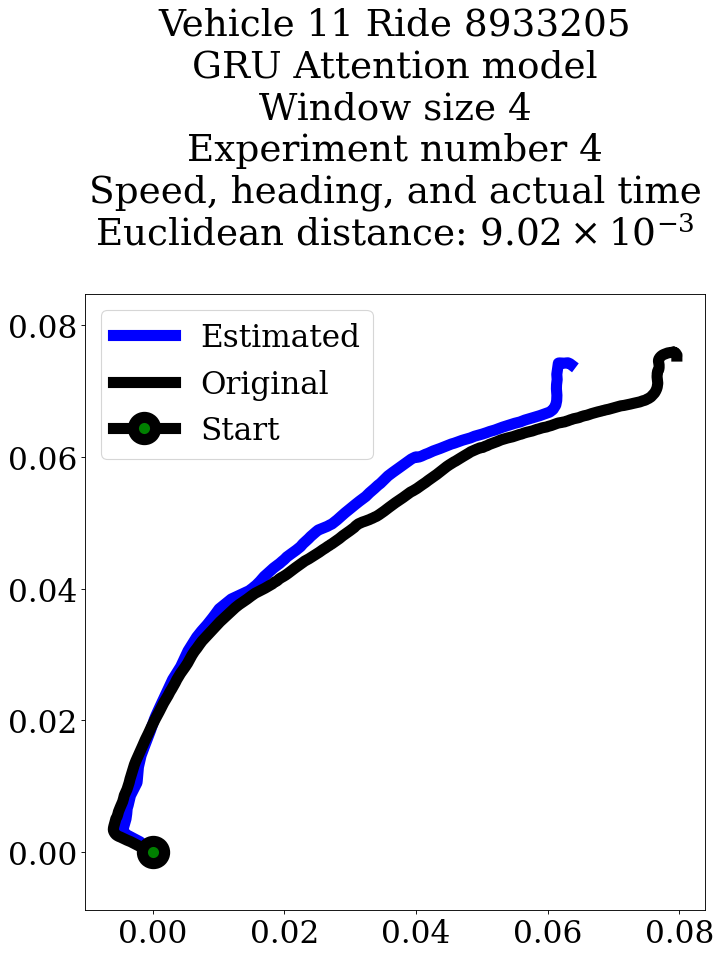 Vehicle 11 Ride 8933205
GRU Attention model
Window size 4
Experiment number 4
Speed, heading, and actual time
Euclidean distance: 9.02 × 10⁻³
Estimated
Original
Start
0.08
0.06
0.04
0.02
0.00
0.00 0.02 0.04 0.06 0.08